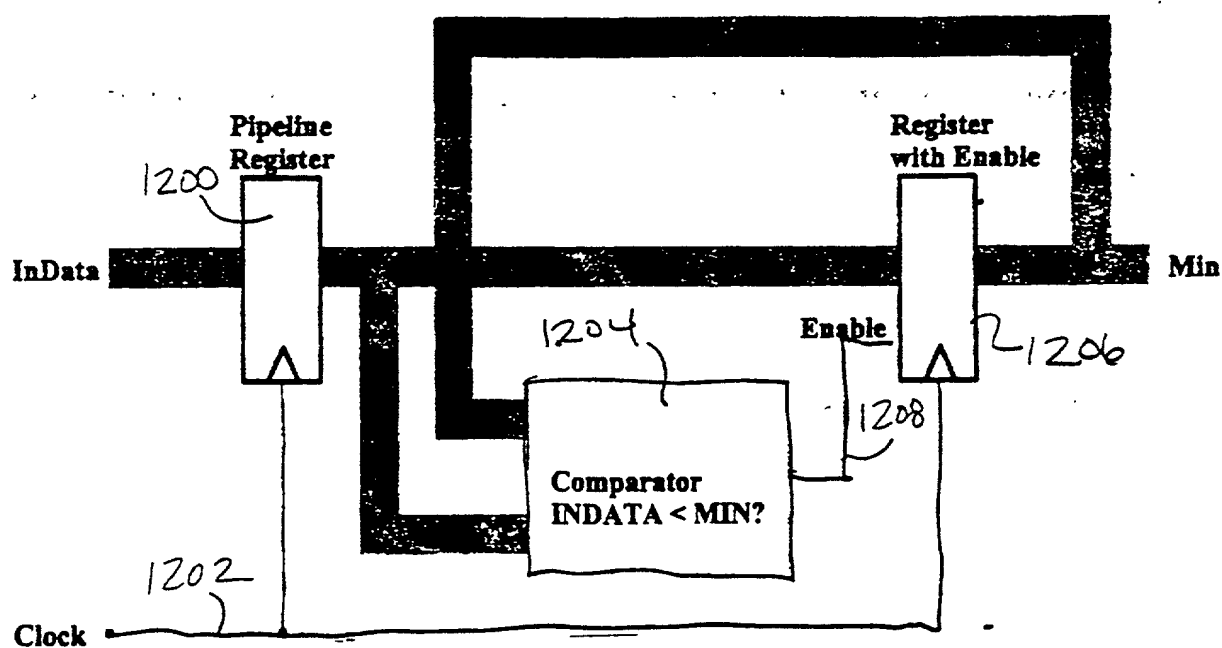 Pipeline
Register
1200
Register
with Enable
InData
Min
1204
Enable
1206
1208
Comparator
INDATA < MIN?
1202
Clock